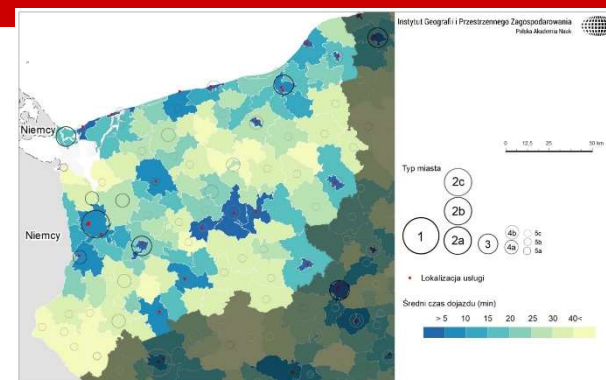 Instytut Geografii i Przestrzennego Zagospodarowania
Polska Akademia Nauk
Niemcy
Niemcy
0 12,5 25 50 km
Typ miasta
2c
2b
1
2a
3
4b
4a
5c
5b
5a
Lokalizacja usługi
Średni czas dojazdu (min)
> 5 10 15 20 25 30 40<